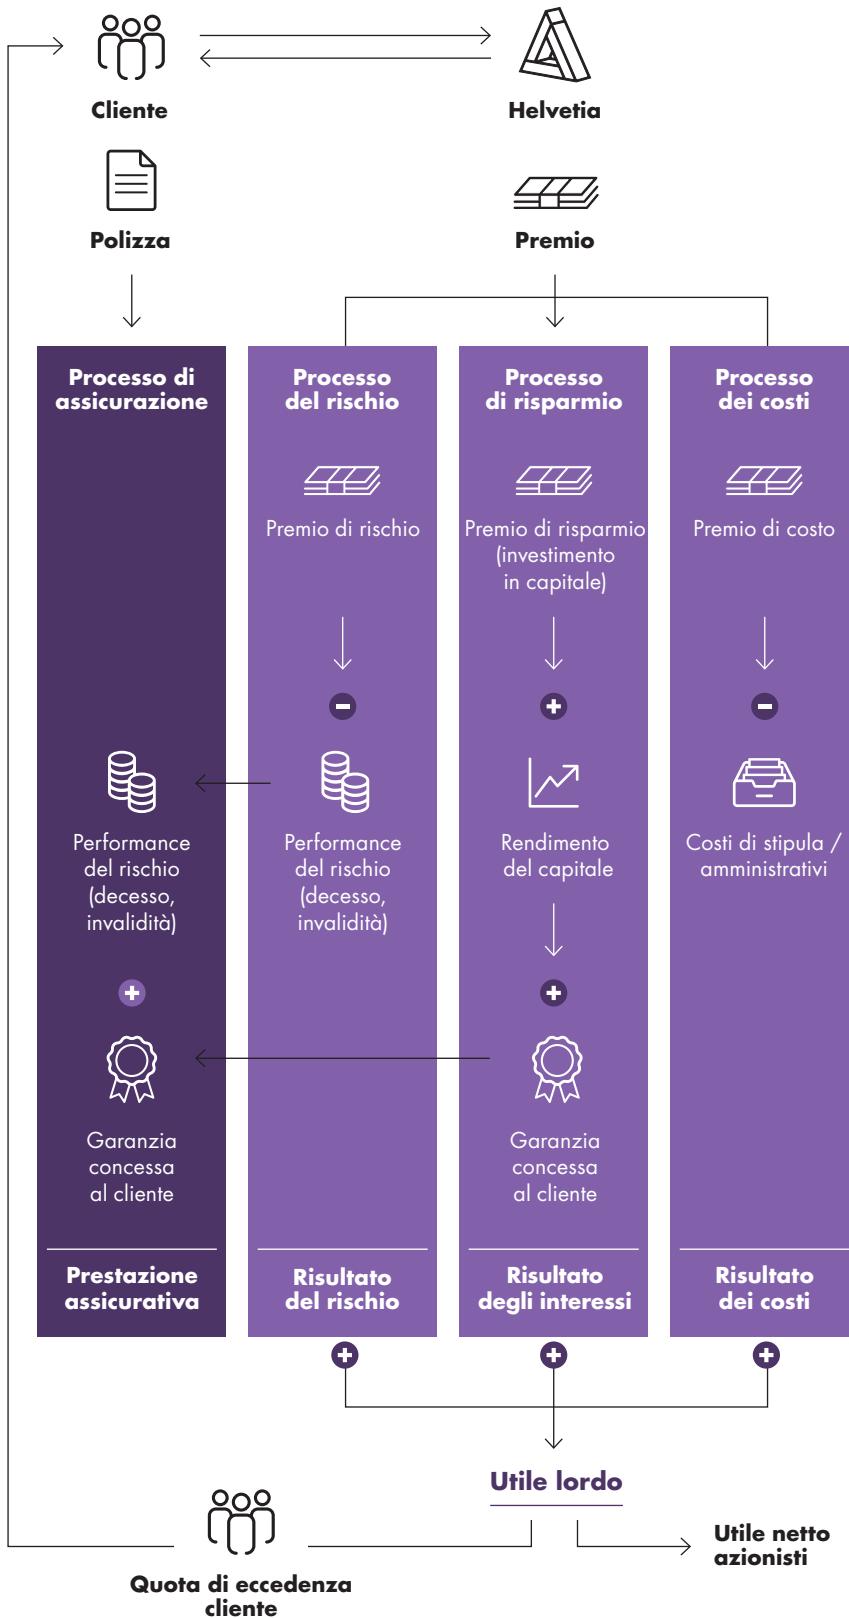 Cliente
Helvetia
Polizza
Premio
Processo di
assicurazione
Performance
del rischio
(decesso,
invalidità)
Garanzia
concessa
al cliente
Prestazione
assicurativa
Processo
del rischio
Premio di rischio
Performance
del rischio
(decesso,
invalidità)
Risultato
del rischio
Processo
di risparmio
Premio di risparmio
(investimento
in capitale)
Rendimento
del capitale
Garanzia
concessa
al cliente
Risultato
degli interessi
Processo
dei costi
Premio di costo
Costi di stipula /
amministrativi
Risultato
dei costi
Utile lordo
Quota di eccedenza
cliente
Utile netto
azionisti